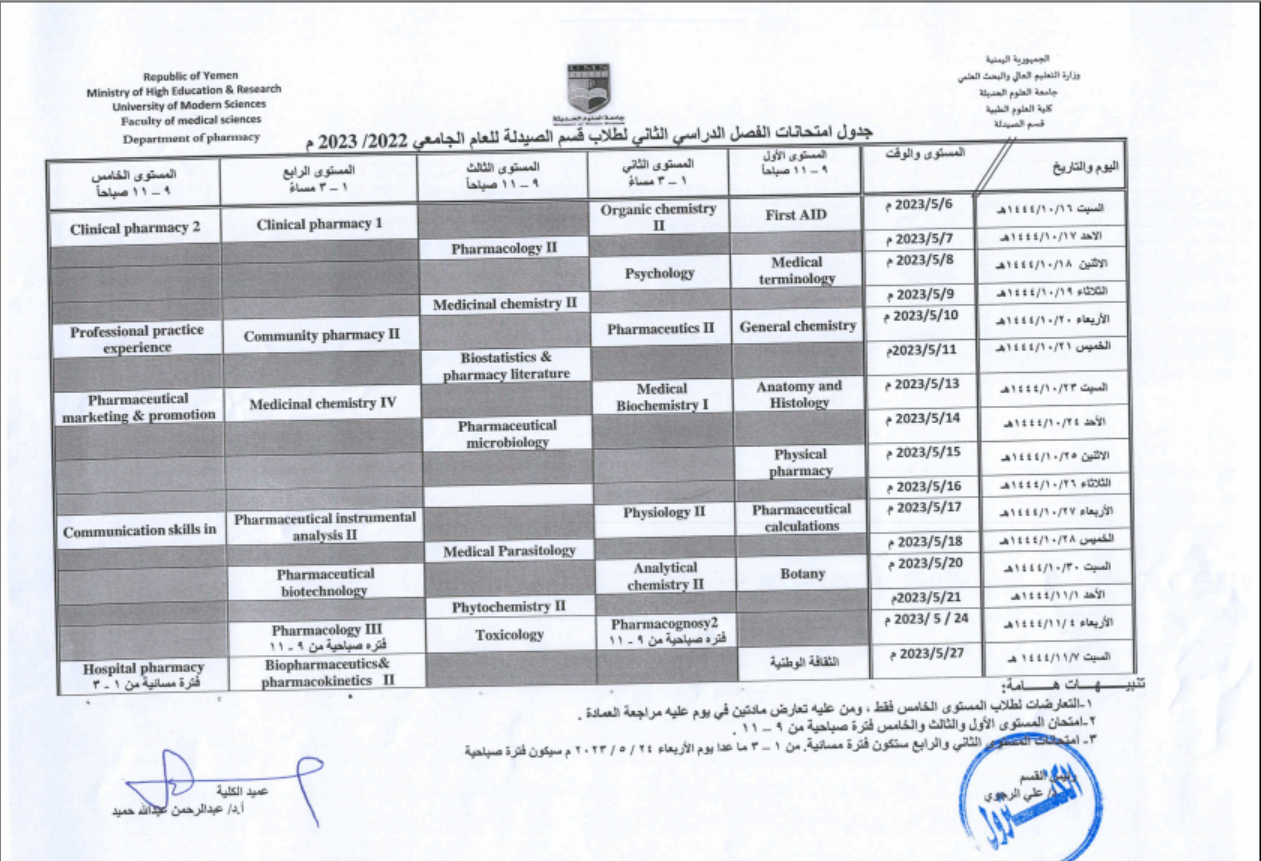 Republic of Yemen
Ministry of High Education & Research
University of Modern Sciences
Faculty of medical sciences
Department of pharmacy
الجمهورية اليمنية
وزارة التعليم العالي والبحث العلمي
جامعة العلوم الحديثة
كلية العلوم الطبية
قسم الصيدلة
U.I.M.S
جامعة العلوم الحديثة
جدول امتحانات الفصل الدراسي الثاني لطلاب قسم الصيدلة للعام الجامعي 2022/ 2023 م
اليوم والتاريخ
المستوى والوقت
المستوى الأول
٩ – ١١ صباحاً
المستوى الثاني
١ – ٣ مساءً
المستوى الثالث
٩ – ١١ صباحاً
المستوى الرابع
١ – ٣ مساءً
المستوى الخامس
٩ – ١١ صباحاً
السبت ١٤٤٤/١٠/١٦هـ
2023/5/6 م
First AID
Organic chemistry
II
Clinical pharmacy 1
Clinical pharmacy 2
الاحد ١٤٤٤/١٠/١٧هـ
2023/5/7 م
Pharmacology II
الاثنين ١٤٤٤/١٠/١٨هـ
2023/5/8 م
Medical
terminology
Psychology
الثلاثاء ١٤٤٤/١٠/١٩هـ
2023/5/9 م
Medicinal chemistry II
الأربعاء ١٤٤٤/١٠/٢٠هـ
2023/5/10 م
General chemistry
Pharmaceutics II
Community pharmacy II
Professional practice
experience
الخميس ١٤٤٤/١٠/٢١هـ
2023/5/11م
Biostatistics &
pharmacy literature
السبت ١٤٤٤/١٠/٢٣هـ
2023/5/13 م
Anatomy and
Histology
Medical
Biochemistry I
Medicinal chemistry IV
Pharmaceutical
marketing & promotion
الأحد ١٤٤٤/١٠/٢٤هـ
2023/5/14 م
Pharmaceutical
microbiology
الاثنين ١٤٤٤/١٠/٢٥هـ
2023/5/15 م
Physical
pharmacy
الثلاثاء ١٤٤٤/١٠/٢٦هـ
2023/5/16 م
الأربعاء ١٤٤٤/١٠/٢٧هـ
2023/5/17 م
Pharmaceutical
calculations
Physiology II
Pharmaceutical instrumental
analysis II
Communication skills in
الخميس ١٤٤٤/١٠/٢٨هـ
2023/5/18 م
Medical Parasitology
السبت ١٤٤٤/١٠/٣٠هـ
2023/5/20 م
Botany
Analytical
chemistry II
Pharmaceutical
biotechnology
الأحد ١٤٤٤/١١/١هـ
2023/5/21م
Phytochemistry II
الأربعاء ١٤٤٤/١١/٤هـ
2023/ 5 / 24 م
Pharmacognosy2
فتره صباحية من ٩ - ١١
Toxicology
Pharmacology III
فتره صباحية من ٩ - ١١
السبت ١٤٤٤/١١/٧ هـ
2023/5/27 م
الثقافة الوطنية
Biopharmaceutics&
pharmacokinetics II
Hospital pharmacy
فترة مسائية من ١ - ٣
تنبيـــــهـات هـــامة:
١-التعارضات لطلاب المستوى الخامس فقط ، ومن عليه تعارض مادتين في يوم عليه مراجعة العمادة .
٢-امتحان المستوى الأول والثالث والخامس فترة صباحية من ٩ – ١١ .
٣- امتحانات المستوى الثاني والرابع ستكون فترة مسائية. من ١ – ٣ ما عدا يوم الأربعاء ٢٤ / ٥ / ٢٠٢٣ م سيكون فترة صباحية
رئيس القسم
علي الرجوي
الكنترول
عميد الكلية
أ.د/ عبدالرحمن عبدالله حميد